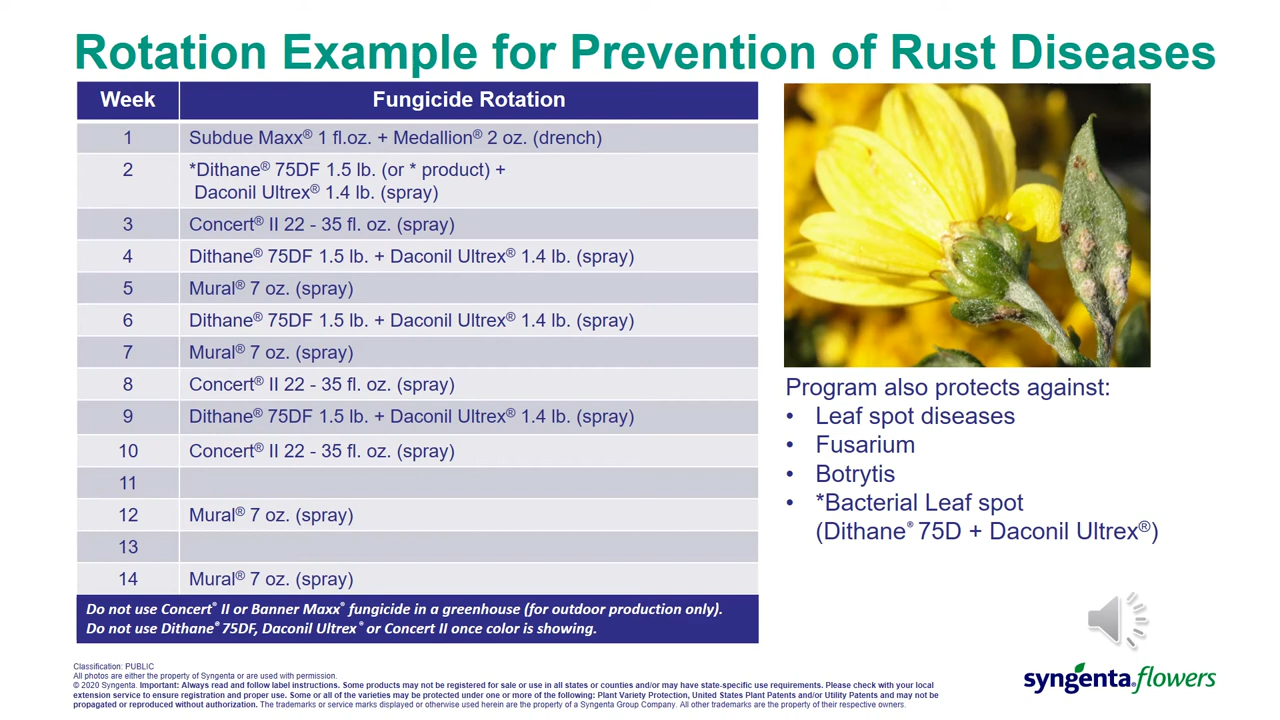 Rotation Example for Prevention of Rust Diseases
Week Fungicide Rotation
1 Subdue Maxx® 1 fl.oz. + Medallion® 2 oz. (drench)
2 *Dithane® 75DF 1.5 lb. (or * product) +
Daconil Ultrex® 1.4 lb. (spray)
3 Concert® II 22 - 35 fl. oz. (spray)
4 Dithane® 75DF 1.5 lb. + Daconil Ultrex® 1.4 lb. (spray)
5 Mural® 7 oz. (spray)
6 Dithane® 75DF 1.5 lb. + Daconil Ultrex® 1.4 lb. (spray)
7 Mural® 7 oz. (spray)
8 Concert® II 22 - 35 fl. oz. (spray)
9 Dithane® 75DF 1.5 lb. + Daconil Ultrex® 1.4 lb. (spray)
10 Concert® II 22 - 35 fl. oz. (spray)
11
12 Mural® 7 oz. (spray)
13
14 Mural® 7 oz. (spray)
Do not use Concert® II or Banner Maxx® fungicide in a greenhouse (for outdoor production only).
Do not use Dithane® 75DF, Daconil Ultrex® or Concert II once color is showing.
Program also protects against:
• Leaf spot diseases
• Fusarium
• Botrytis
• *Bacterial Leaf spot
(Dithane® 75D + Daconil Ultrex®)
Classification: PUBLIC
All photos are either the property of Syngenta or are used with permission.
© 2020 Syngenta. Important: Always read and follow label instructions. Some products may not be registered for sale or use in all states or counties and/or may have state-specific use requirements. Please check with your local
extension service to ensure registration and proper use. Some or all of the varieties may be protected under one or more of the following: Plant Variety Protection, United States Plant Patents and/or Utility Patents and may not be
propagated or reproduced without authorization. The trademarks or service marks displayed or otherwise used herein are the property of a Syngenta Group Company. All other trademarks are the property of their respective owners.
syngenta® flowers